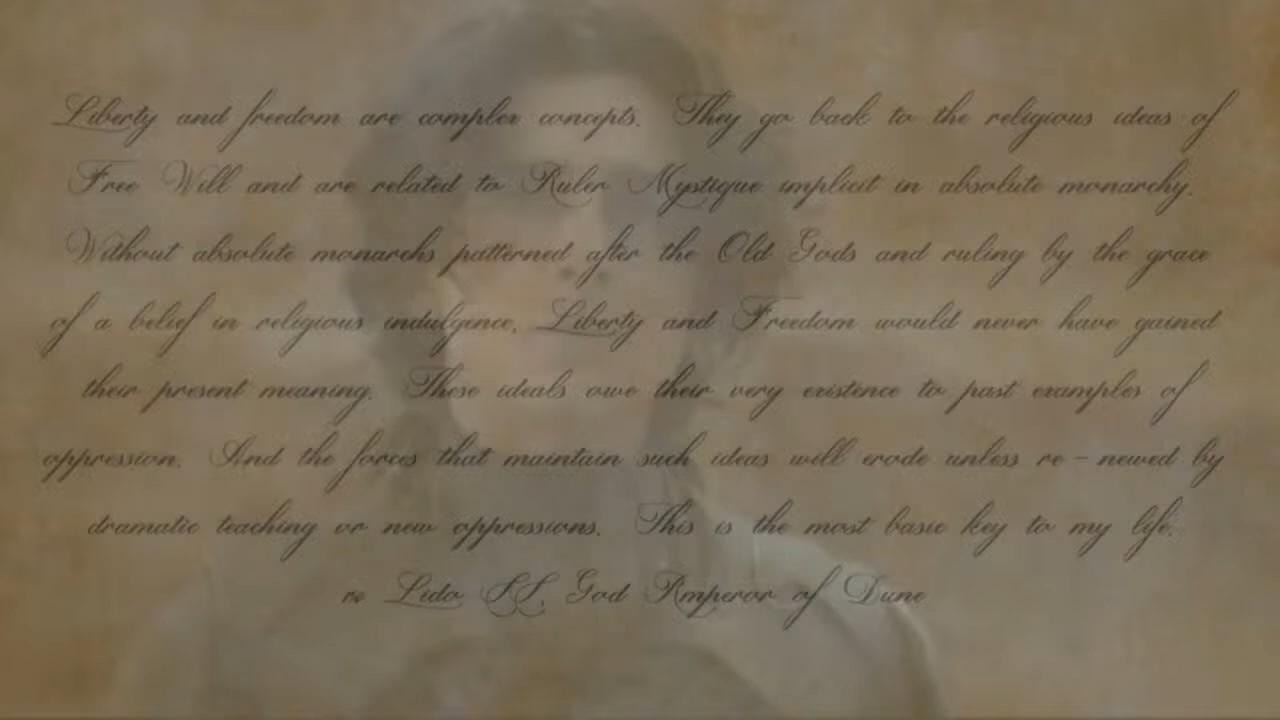 Liberty and freedom are complex concepts. They go back to the religious ideas of
Free Will and are related to Ruler Mystique implicit in absolute monarchy.
Without absolute monarchs patterned after the Old Gods and ruling by the grace
of a belief in religious indulgence, Liberty and Freedom would never have gained
their present meaning. These ideals owe their very existence to past examples of
oppression. And the forces that maintain such ideas will erode unless re-newed by
dramatic teaching or new oppressions. This is the most basic key to my life.
Leto II, God Emperor of Dune